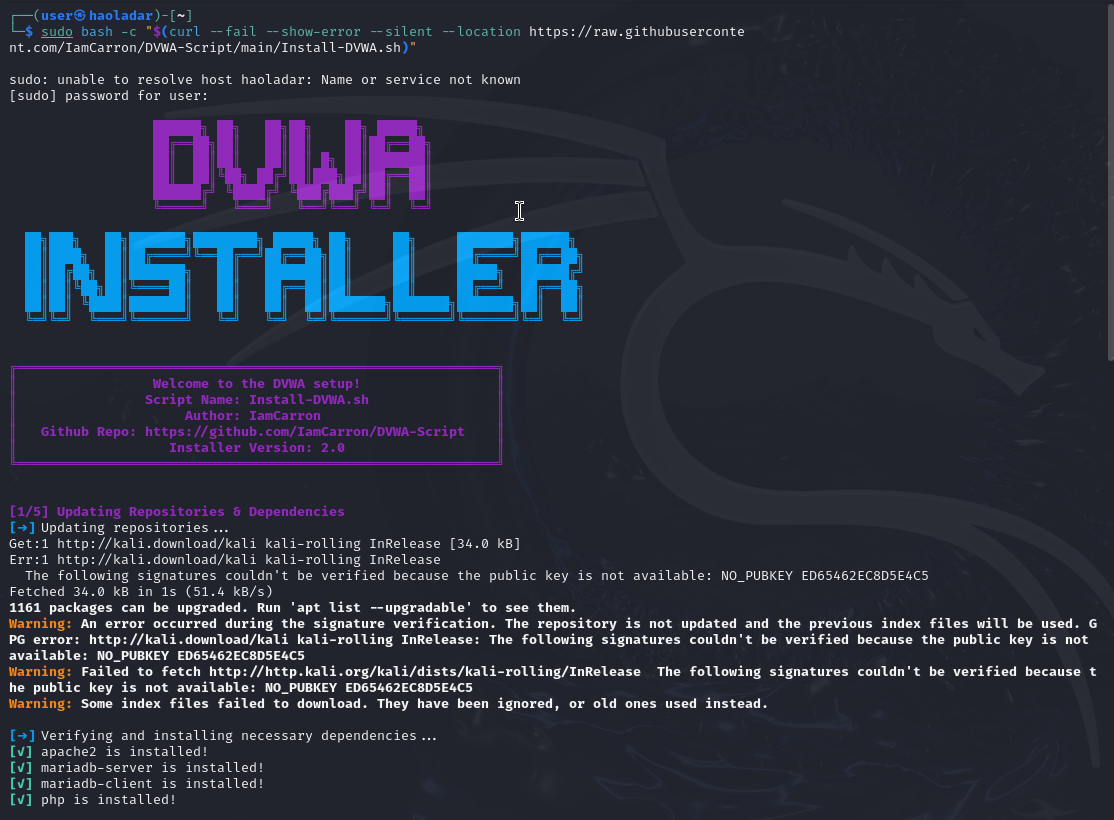 ┌──(user㉿haoladar)-[~]
└─$ sudo bash -c "$(curl --fail --show-error --silent --location https://raw.githubuserconte
nt.com/IamCarron/DVWA-Script/main/Install-DVWA.sh)"
sudo: unable to resolve host haoladar: Name or service not known
[sudo] password for user:
DVWA
INSTALLER
Welcome to the DVWA setup!
Script Name: Install-DVWA.sh
Author: IamCarron
Github Repo: https://github.com/IamCarron/DVWA-Script
Installer Version: 2.0
[1/5] Updating Repositories & Dependencies
[→] Updating repositories...
Get:1 http://kali.download/kali kali-rolling InRelease [34.0 kB]
Err:1 http://kali.download/kali kali-rolling InRelease
The following signatures couldn't be verified because the public key is not available: NO_PUBKEY ED65462EC8D5E4C5
Fetched 34.0 kB in 1s (51.4 kB/s)
1161 packages can be upgraded. Run 'apt list --upgradable' to see them.
Warning: An error occurred during the signature verification. The repository is not updated and the previous index files will be used. G
PG error: http://kali.download/kali kali-rolling InRelease: The following signatures couldn't be verified because the public key is not
available: NO_PUBKEY ED65462EC8D5E4C5
Warning: Failed to fetch http://http.kali.org/kali/dists/kali-rolling/InRelease  The following signatures couldn't be verified because t
he public key is not available: NO_PUBKEY ED65462EC8D5E4C5
Warning: Some index files failed to download. They have been ignored, or old ones used instead.
[→] Verifying and installing necessary dependencies...
[√] apache2 is installed!
[√] mariadb-server is installed!
[√] mariadb-client is installed!
[√] php is installed!